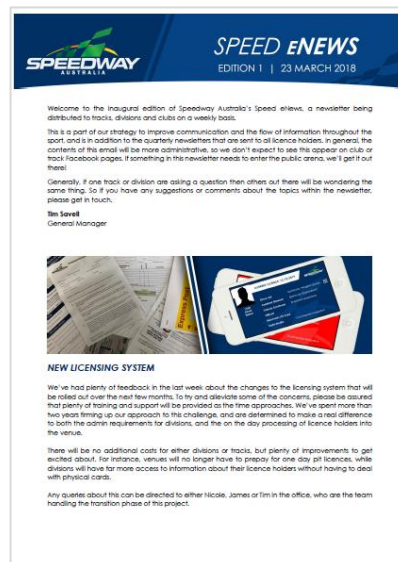 SPEEDWAY
AUSTRALIA
SPEED eNEWS
EDITION 1 | 23 MARCH 2018
Welcome to the inaugural edition of Speedway Australia's Speed eNews, a newsletter being
distributed to tracks, divisions and clubs on a weekly basis.
This is a part of our strategy to improve communication and the flow of information throughout the
sport, and is in addition to the quarterly newsletters that are sent to all licence holders. In general, the
contents of this email will be more administrative, so we don't expect to see this appear on club or
track Facebook pages. If something in this newsletter needs to enter the public arena, we'll get it out
there!
Generally, if one track or division are asking a question then others out there will be wondering the
same thing. So if you have any suggestions or comments about the topics within the newsletter,
please get in touch.
Tim Savell
General Manager
SPEEDWAY
NEW LICENSING SYSTEM
We've had plenty of feedback in the last week about the changes to the licensing system that will
be rolled out over the next few months. To try and alleviate some of the concerns, please be assured
that plenty of training and support will be provided as the time approaches. We've spent more than
two years firming up our approach to this challenge, and are determined to make a real difference
to both the admin requirements for divisions, and the on the day processing of licence holders into
the venue.
There will be no additional costs for either divisions or tracks, but plenty of improvements to get
excited about. For instance, venues will no longer have to prepay for one day pit licences, while
divisions will have far more access to information about their licence holders without having to deal
with physical cards.
Any queries about this can be directed to either Nicole, James or Tim in the office, who are the team
handling the transition phase of this project.